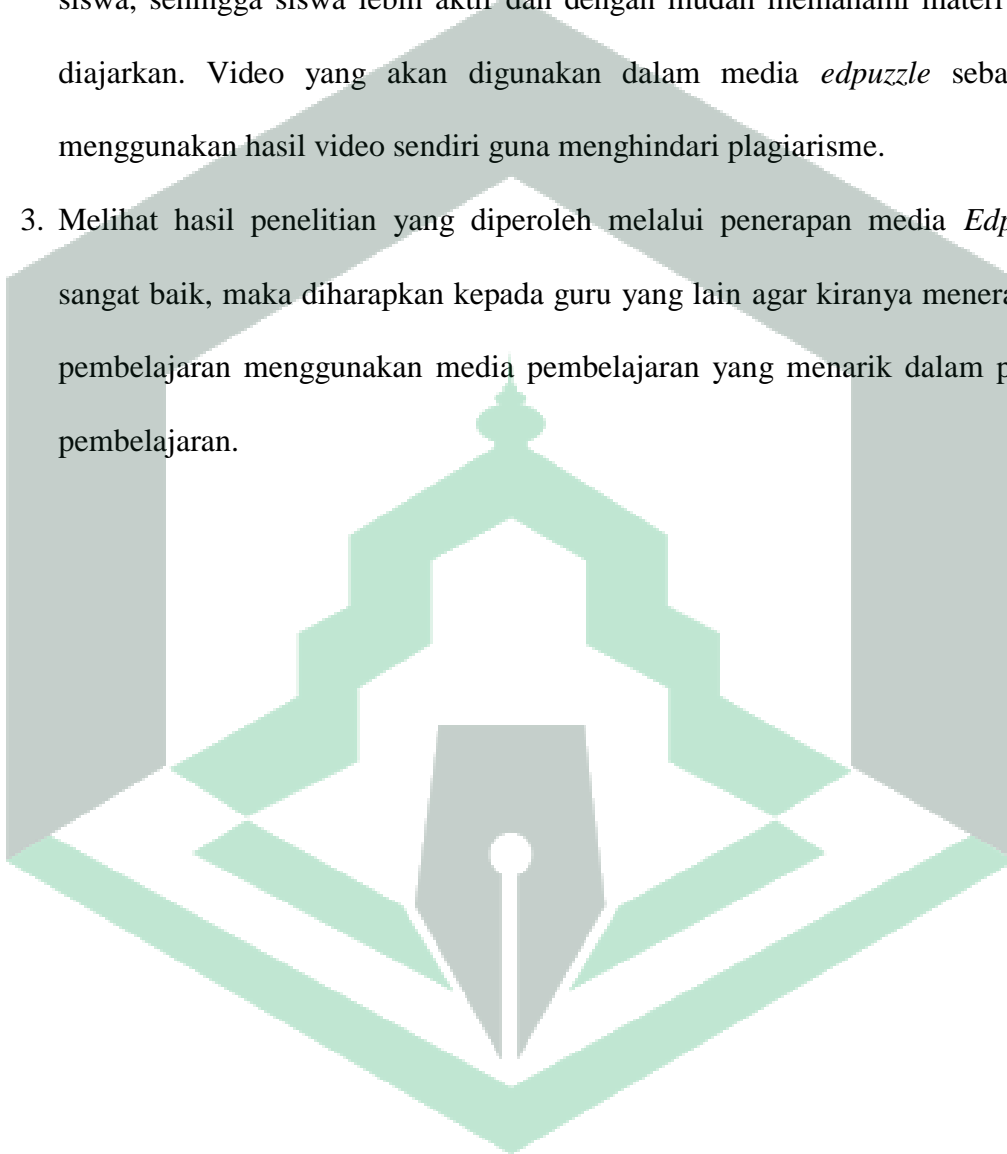 siswa, sehingga siswa lebih aktif dan dengan mudah memahami materi
diajarkan. Video yang akan digunakan dalam media edpuzzle seba
menggunakan hasil video sendiri guna menghindari plagiarisme.
3. Melihat hasil penelitian yang diperoleh melalui penerapan media Edp
sangat baik, maka diharapkan kepada guru yang lain agar kiranya menera
pembelajaran menggunakan media pembelajaran yang menarik dalam p
pembelajaran.